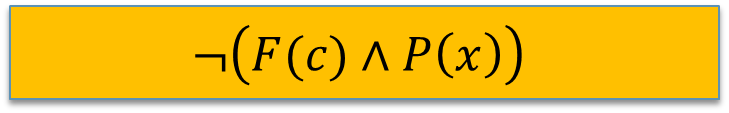 ¬(F(c) ∧ P(x))